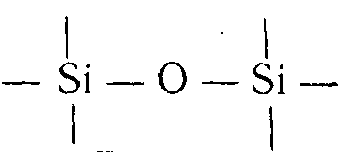 — Si — O — Si —